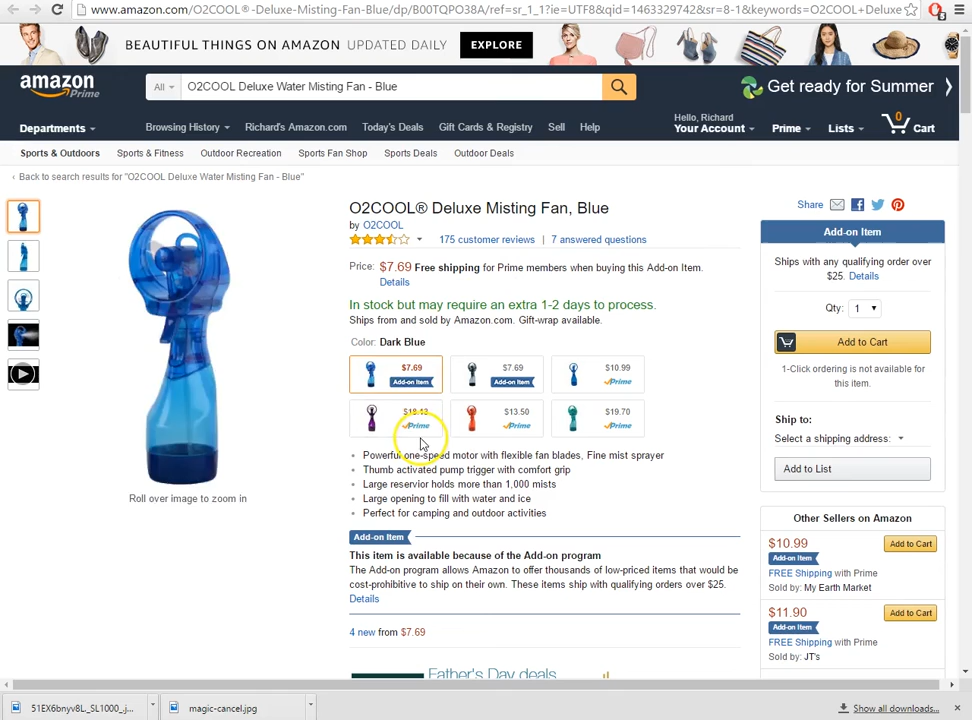 www.amazon.com/O2COOL®-Deluxe-Misting-Fan-Blue/dp/B00TQPO38A/ref=sr_1_1?ie=UTF8&qid=1463329742&sr=8-1&keywords=O2COOL+Deluxe
5
BEAUTIFUL THINGS ON AMAZON UPDATED DAILY EXPLORE
amazon
Prime
All
O2COOL Deluxe Water Misting Fan - Blue
Get ready for Summer
Departments
Browsing History
Richard's Amazon.com
Today's Deals
Gift Cards & Registry
Sell
Help
Hello, Richard
Your Account
Prime
Lists
0
Cart
Sports & Outdoors
Sports & Fitness
Outdoor Recreation
Sports Fan Shop
Sports Deals
Outdoor Deals
‹ Back to search results for "O2COOL Deluxe Water Misting Fan - Blue"
O2COOL® Deluxe Misting Fan, Blue
by O2COOL
175 customer reviews | 7 answered questions
Price: $7.69 Free shipping for Prime members when buying this Add-on Item.
Details
In stock but may require an extra 1-2 days to process.
Ships from and sold by Amazon.com. Gift-wrap available.
Color: Dark Blue
$7.69
Add-on Item
$7.69
Add-on Item
$10.99
Prime
Prime
$13.50
Prime
$19.70
Prime
• Powerful one-speed motor with flexible fan blades, Fine mist sprayer
• Thumb activated pump trigger with comfort grip
• Large reservior holds more than 1,000 mists
• Large opening to fill with water and ice
• Perfect for camping and outdoor activities
Add-on Item
This item is available because of the Add-on program
The Add-on program allows Amazon to offer thousands of low-priced items that would be
cost-prohibitive to ship on their own. These items ship with qualifying orders over $25.
Details
4 new from $7.69
Father's Day deals
Roll over image to zoom in
Share
Add-on Item
Ships with any qualifying order over
$25. Details
Qty: 1
Add to Cart
1-Click ordering is not available for
this item.
Ship to:
Select a shipping address:
Add to List
Other Sellers on Amazon
$10.99
Add to Cart
Add-on Item
FREE Shipping with Prime
Sold by: My Earth Market
$11.90
Add to Cart
Add-on Item
FREE Shipping with Prime
Sold by: JT's
51EX6bnyv8L._SL1000_.j...
magic-cancel.jpg
Show all downloads...